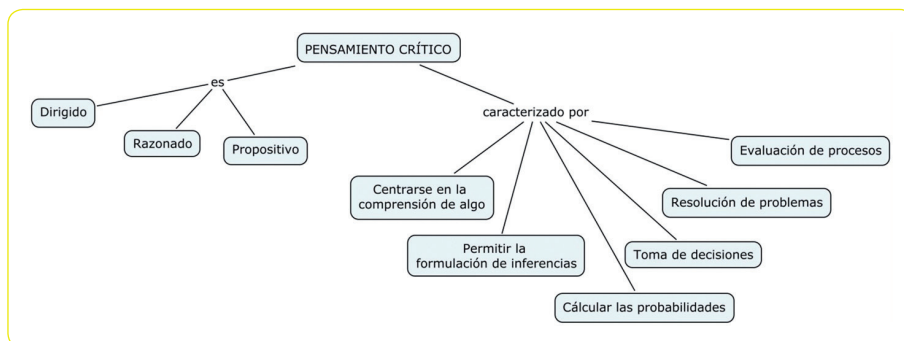 PENSAMIENTO CRÍTICO
es
Dirigido
Razonado
Propositivo
caracterizado por
Centrarse en la
comprensión de algo
Permitir la
formulación de inferencias
Cálcular las probabilidades
Toma de decisiones
Resolución de problemas
Evaluación de procesos